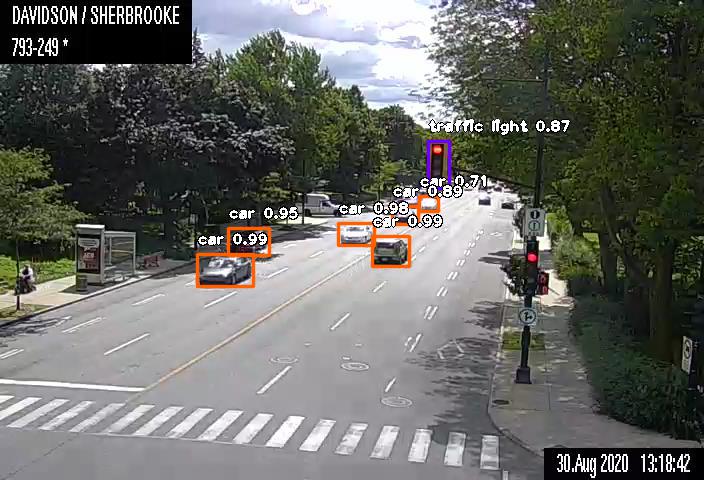 DAVIDSON / SHERBROOKE
793-249 *
traffic light 0.87
car 0.71
car 0.89
car 0.98
car 0.99
car 0.95
car 0.99
30.Aug 2020 13:18:42